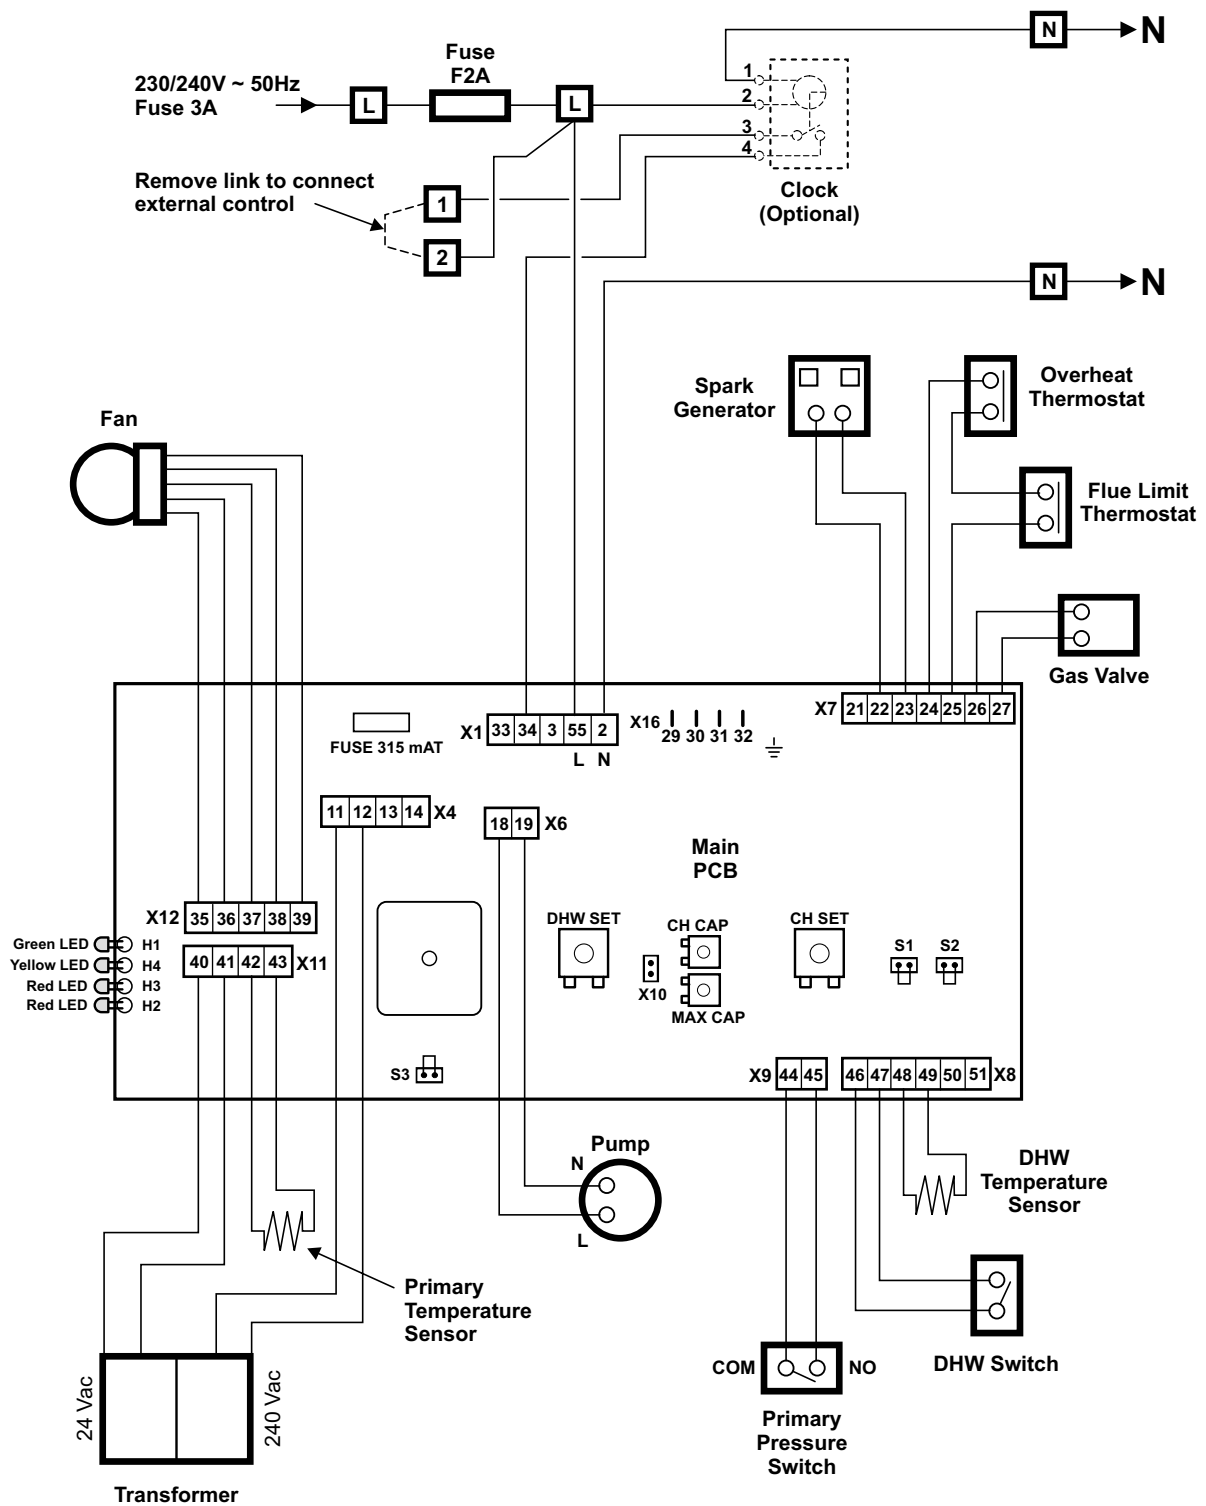 N
N
Fuse
F2A
230/240V ~ 50Hz
Fuse 3A
L
L
1
2
3
4
Clock
(Optional)
Remove link to connect
external control
1
2
N
N
Spark
Generator
Overheat
Thermostat
Flue Limit
Thermostat
Gas Valve
Fan
FUSE 315 mAT
X1
33 34 3 55 2
L N
X16
29 30 31 32
X7
21 22 23 24 25 26 27
11 12 13 14 X4
18 19 X6
Main
PCB
X12 35 36 37 38 39
40 41 42 43 X11
Green LED H1
Yellow LED H4
Red LED H3
Red LED H2
DHW SET
CH CAP
X10
MAX CAP
CH SET
S1
S2
S3
X9 44 45
46 47 48 49 50 51 X8
Pump
N
L
DHW
Temperature
Sensor
Primary
Temperature
Sensor
DHW Switch
COM
NO
Primary
Pressure
Switch
24 Vac
240 Vac
Transformer